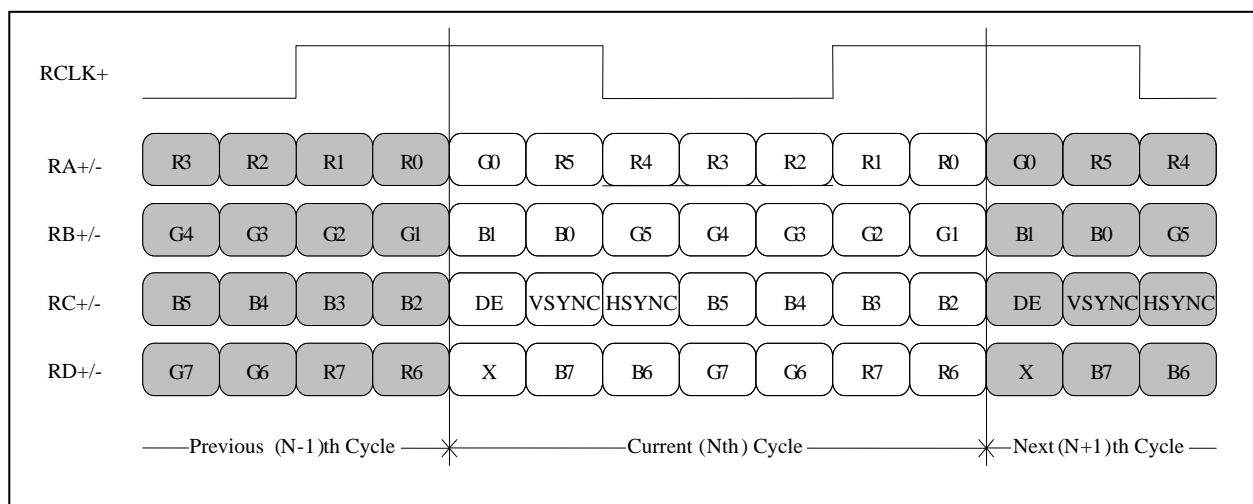 RCLK+
RA+/- R3 R2 R1 R0 G0 R5 R4 R3 R2 R1 R0 G0 R5 R4
RB+/- G4 G3 G2 G1 B1 B0 G5 G4 G3 G2 G1 B1 B0 G5
RC+/- B5 B4 B3 B2 DE VSYNC HSYNC B5 B4 B3 B2 DE VSYNC HSYNC
RD+/- G7 G6 R7 R6 X B7 B6 G7 G6 R7 R6 X B7 B6
Previous (N-1)th Cycle Current (Nth) Cycle Next (N+1)th Cycle